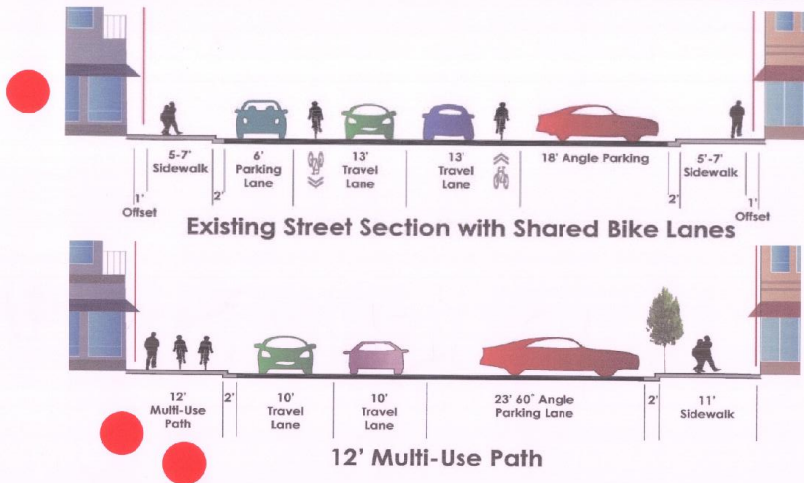 5-7'
Sidewalk
6'
Parking
Lane
13'
Travel
Lane
13'
Travel
Lane
18' Angle Parking
5'-7'
Sidewalk
1'
Offset
2'
2'
1'
Offset
Existing Street Section with Shared Bike Lanes
12'
Multi-Use
Path
2'
10'
Travel
Lane
10'
Travel
Lane
23' 60° Angle
Parking Lane
2'
11'
Sidewalk
12' Multi-Use Path